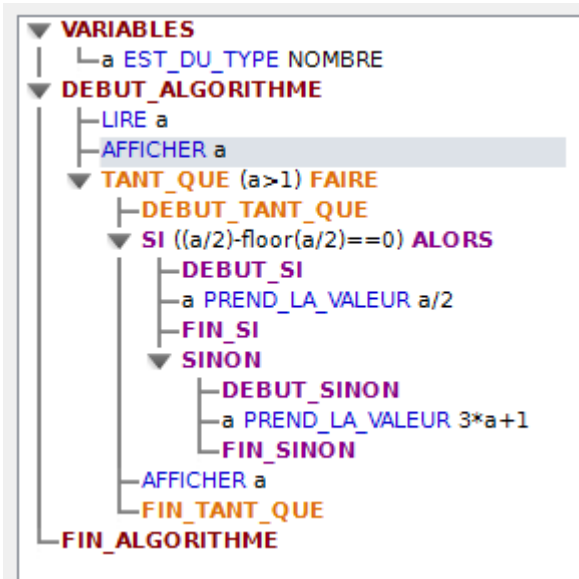 VARIABLES
a EST_DU_TYPE NOMBRE
DEBUT_ALGORITHME
LIRE a
AFFICHER a
TANT_QUE (a>1) FAIRE
DEBUT_TANT_QUE
SI ((a/2)-floor(a/2)==0) ALORS
DEBUT_SI
a PREND_LA_VALEUR a/2
FIN_SI
SINON
DEBUT_SINON
a PREND_LA_VALEUR 3*a+1
FIN_SINON
AFFICHER a
FIN_TANT_QUE
FIN_ALGORITHME